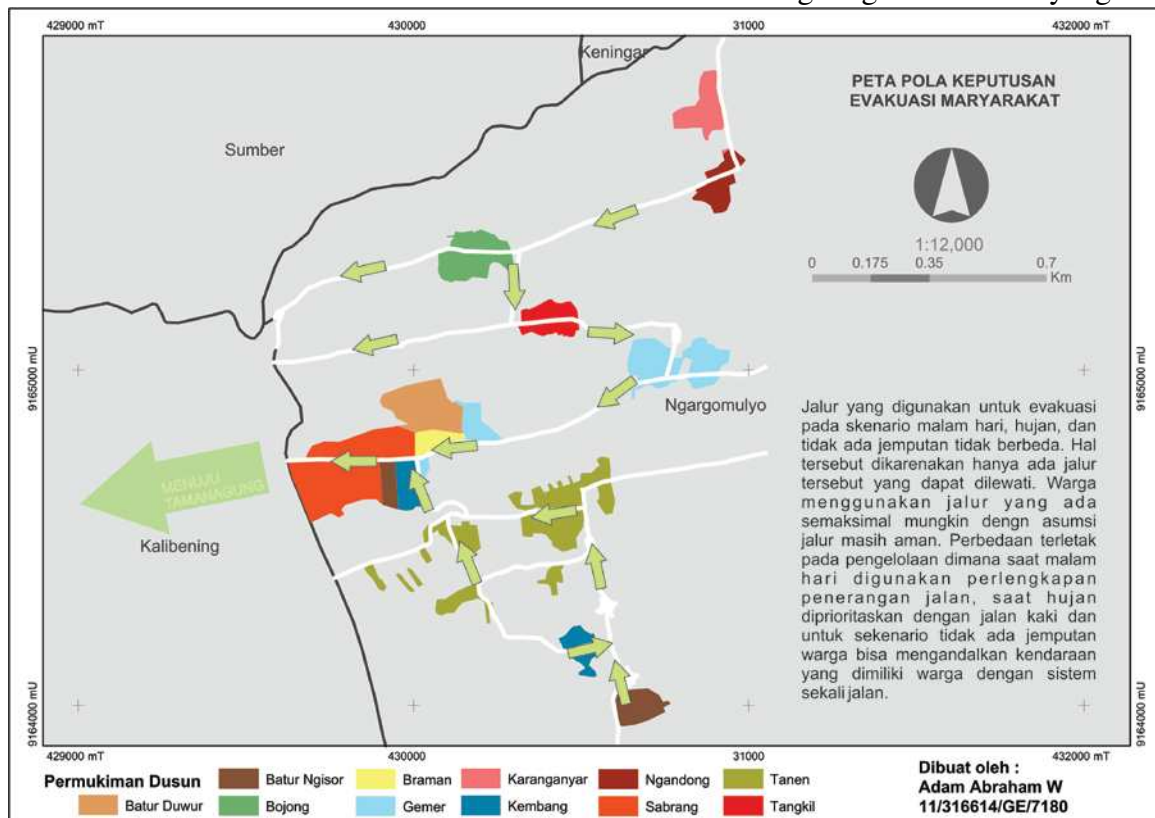 429000 mT
430000
31000
432000 mT
Keningar
PETA POLA KEPUTUSAN
EVAKUASI MARYARAKAT
Sumber
1:12,000
0 0.175 0.35 0.7
Km
9165000 mU
9165000 mU
Ngargomulyo
Jalur yang digunakan untuk evakuasi
pada skenario malam hari, hujan, dan
tidak ada jemputan tidak berbeda. Hal
tersebut dikarenakan hanya ada jalur
tersebut yang dapat dilewati. Warga
menggunakan jalur yang ada
semaksimal mungkin dengn asumsi
jalur masih aman. Perbedaan terletak
pada pengelolaan dimana saat malam
hari digunakan perlengkapan
penerangan jalan, saat hujan
diprioritaskan dengan jalan kaki dan
untuk sekenario tidak ada jemputan
warga bisa mengandalkan kendaraan
yang dimiliki warga dengan sistem
sekali jalan.
MENUJU
TAMANAGUNG
Kalibening
9164000 mU
9164000 mU
429000 mT
430000
31000
432000 mT
Permukiman Dusun
Batur Duwur
Batur Ngisor
Bojong
Braman
Gemer
Karanganyar
Kembang
Ngandong
Sabrang
Tanen
Tangkil
Dibuat oleh :
Adam Abraham W
11/316614/GE/7180